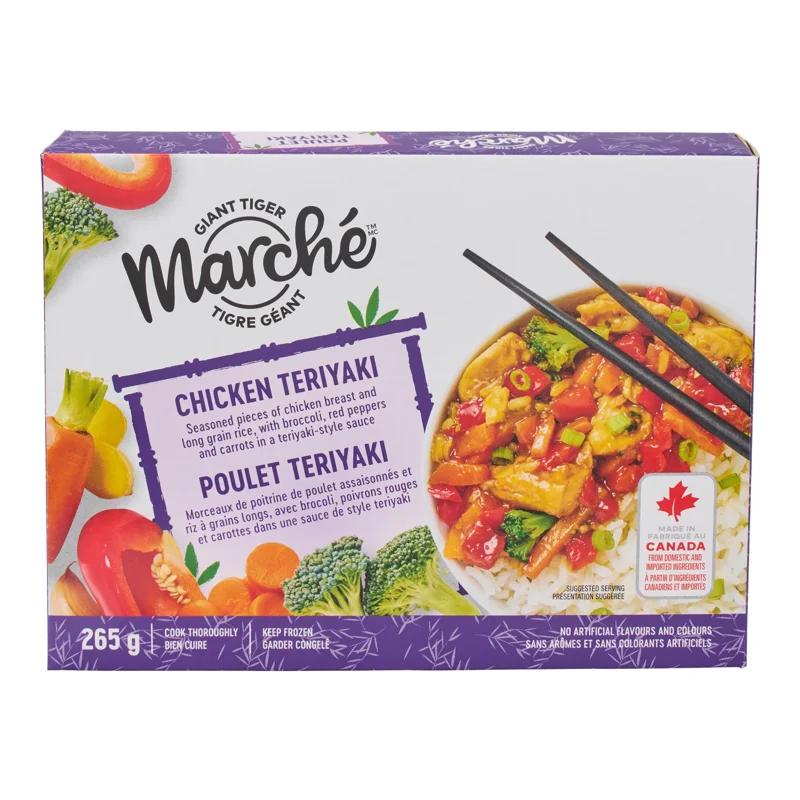 POULET
TERIYAKI
Marché
GIANT TIGER
Marché
TM
MC
TIGRE GÉANT
CHICKEN TERIYAKI
Seasoned pieces of chicken breast and
long grain rice, with broccoli, red peppers
and carrots in a teriyaki-style sauce
POULET TERIYAKI
Morceaux de poitrine de poulet assaisonnés et
riz à grains longs, avec brocoli, poivrons rouges
et carottes dans une sauce de style teriyaki
MADE IN
FABRIQUÉ AU
CANADA
FROM DOMESTIC AND
IMPORTED INGREDIENTS
À PARTIR D'INGRÉDIENTS
CANADIENS ET IMPORTÉS
SUGGESTED SERVING
PRÉSENTATION SUGGÉRÉE
265 g
COOK THOROUGHLY
BIEN CUIRE
KEEP FROZEN
GARDER CONGELÉ
NO ARTIFICIAL FLAVOURS AND COLOURS
SANS ARÔMES ET SANS COLORANTS ARTIFICIELS